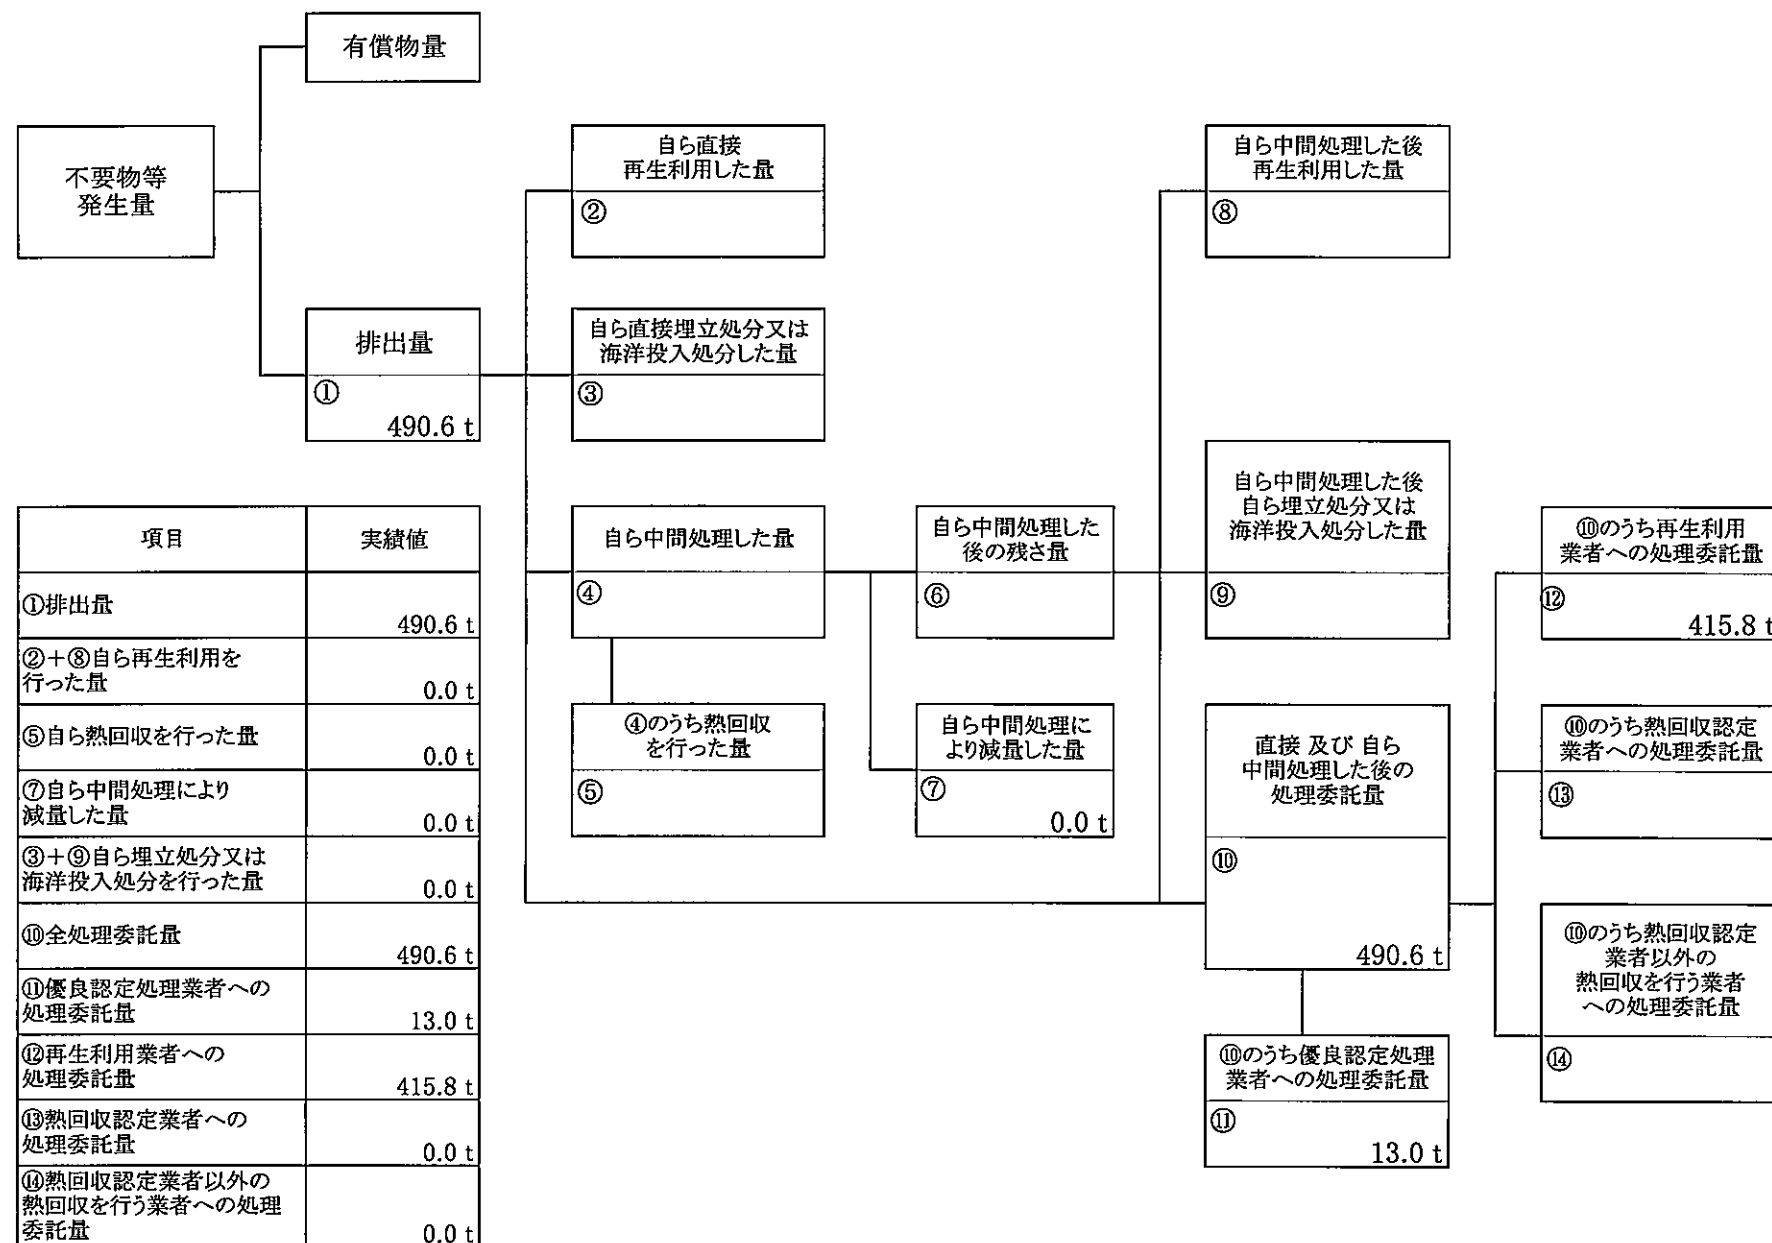 有償物量
不要物等
発生量
自ら直接
再生利用した量
②
自ら中間処理した後
再生利用した量
⑧
排出量
①
490.6 t
自ら直接埋立処分又は
海洋投入処分した量
③
自ら中間処理した量
④
自ら中間処理した
後の残さ量
⑥
自ら中間処理した後
自ら埋立処分又は
海洋投入処分した量
⑨
⑩のうち再生利用
業者への処理委託量
⑫
415.8 t
④のうち熱回収
を行った量
⑤
自ら中間処理に
より減量した量
⑦
0.0 t
直接 及び 自ら
中間処理した後の
処理委託量
⑩
490.6 t
⑩のうち熱回収認定
業者への処理委託量
⑬
⑩のうち熱回収認定
業者以外の
熱回収を行う業者
への処理委託量
⑭
⑩のうち優良認定処理
業者への処理委託量
⑪
13.0 t
項目 実績値
①排出量
490.6 t
②+⑧自ら再生利用を
行った量
0.0 t
⑤自ら熱回収を行った量
0.0 t
⑦自ら中間処理により
減量した量
0.0 t
③+⑨自ら埋立処分又は
海洋投入処分を行った量
0.0 t
⑩全処理委託量
490.6 t
⑪優良認定処理業者への
処理委託量
13.0 t
⑫再生利用業者への
処理委託量
415.8 t
⑬熱回収認定業者への
処理委託量
0.0 t
⑭熱回収認定業者以外の
熱回収を行う業者への処理
委託量
0.0 t